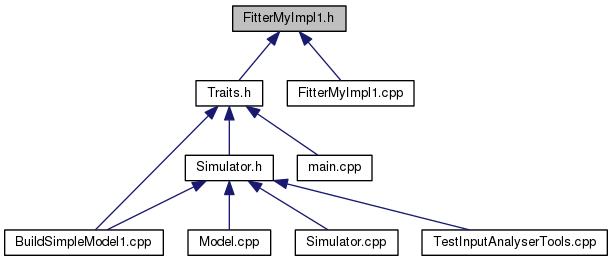 FitterMyImpl1.h
Traits.h
FitterMyImpl1.cpp
Simulator.h
main.cpp
BuildSimpleModel1.cpp
Model.cpp
Simulator.cpp
TestInputAnalyserTools.cpp